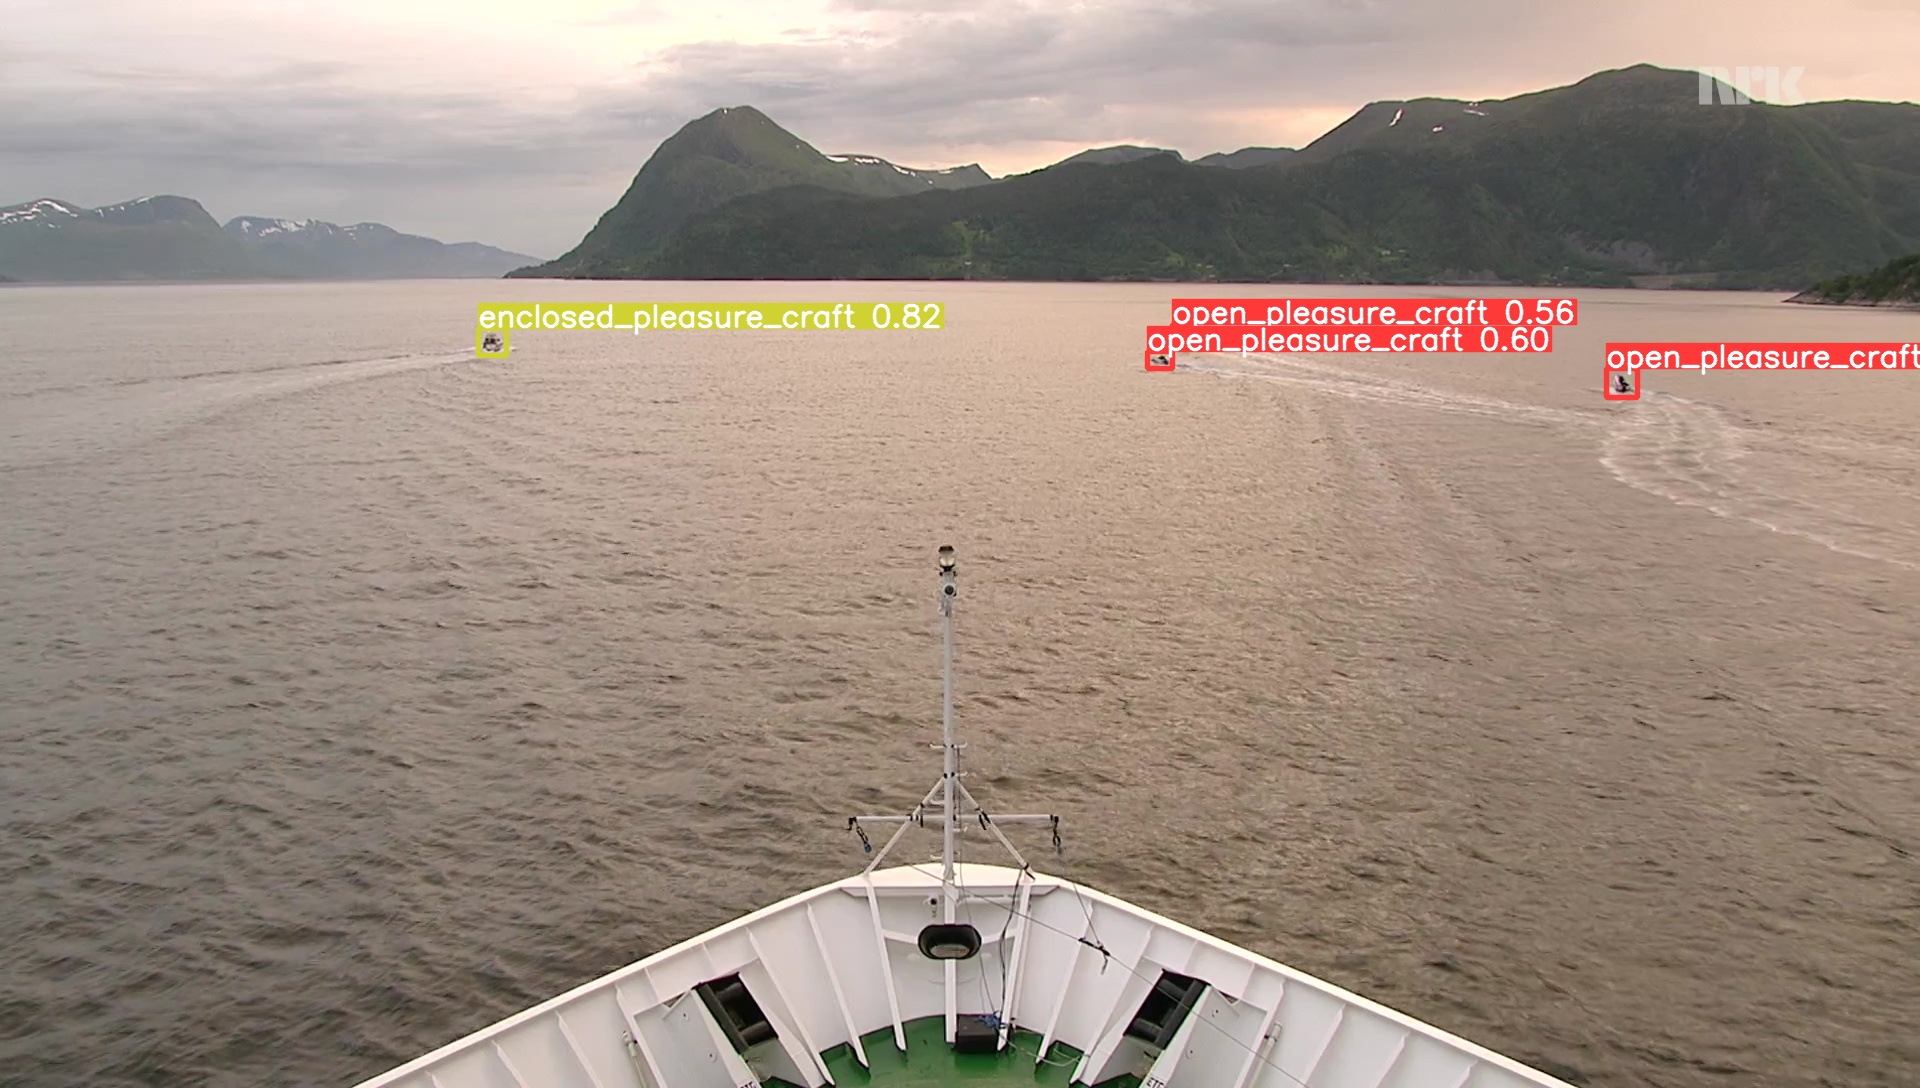 nrk
enclosed_pleasure_craft 0.82
open_pleasure_craft 0.56
open_pleasure_craft 0.60
open_pleasure_craft